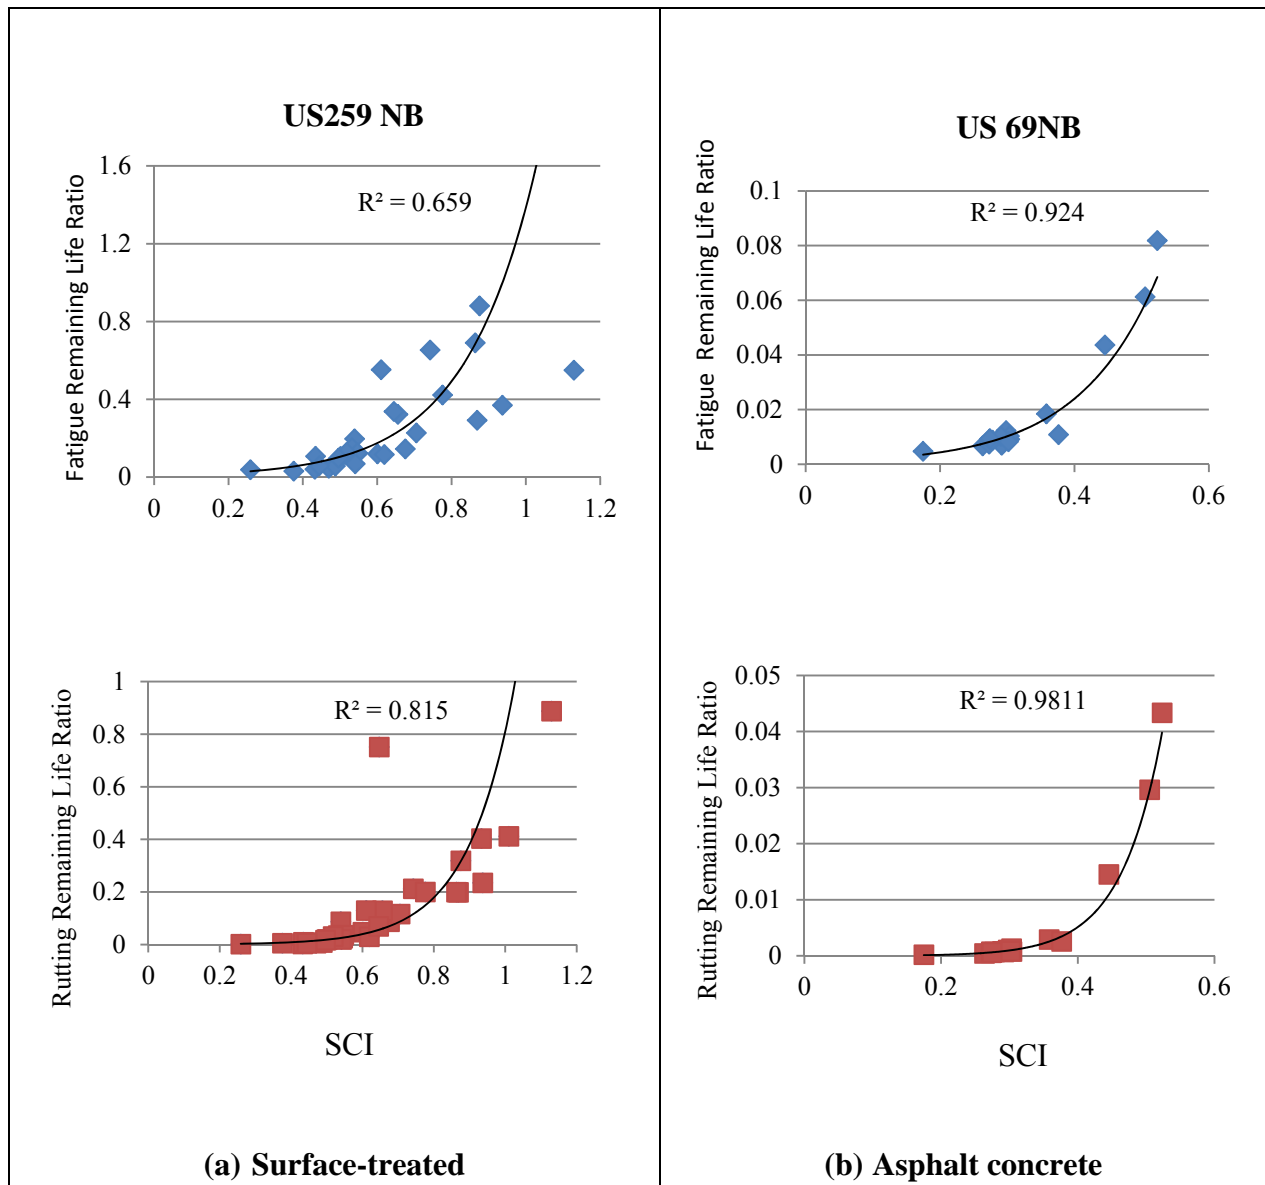 US259 NB
Fatigue Remaining Life Ratio
1.6
1.2
0.8
0.4
0
R² = 0.659
0 0.2 0.4 0.6 0.8 1 1.2
Rutting Remaining Life Ratio
1
0.8
0.6
0.4
0.2
0
R² = 0.815
0 0.2 0.4 0.6 0.8 1 1.2
SCI
(a) Surface-treated
US 69NB
Fatigue Remaining Life Ratio
0.1
0.08
0.06
0.04
0.02
0
R² = 0.924
0 0.2 0.4 0.6
Rutting Remaining Life Ratio
0.05
0.04
0.03
0.02
0.01
0
R² = 0.9811
0 0.2 0.4 0.6
SCI
(b) Asphalt concrete